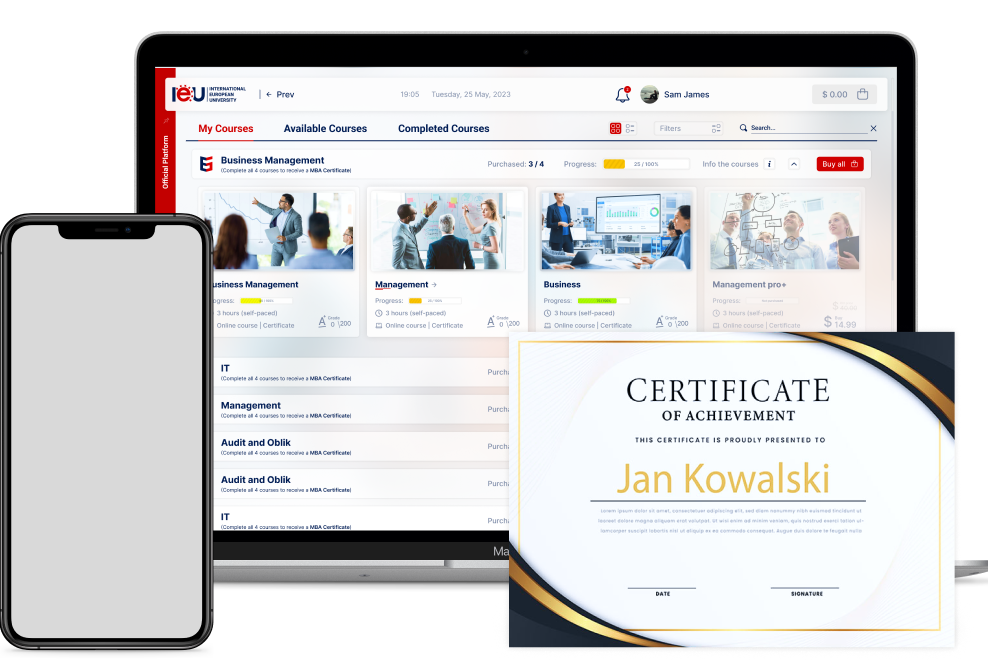 IEU INTERNATIONAL
EUROPEAN
UNIVERSITY
← Prev
19:05 Tuesday, 25 May, 2023
Sam James
$ 0.00
Official Platform
My Courses Available Courses Completed Courses
Filters
Search...
Business Management
(Complete all 4 courses to receive a MBA Certificate)
Purchased: 3 / 4 Progress: 25 / 100% Info the courses i Buy all
usiness Management
rogress:
3 hours (self-paced)
Online course | Certificate
Grade
0 \200
Management →
Progress:
3 hours (self-paced)
Online course | Certificate
Grade
0 \200
Business
Progress:
3 hours (self-paced)
Online course | Certificate
Grade
0 \200
Management pro+
Progress:
3 hours (self-paced)
Online course | Certificate
Buy
$ 14.99
IT
(Complete all 4 courses to receive a MBA Certificate)
Purcha
Management
(Complete all 4 courses to receive a MBA Certificate)
Purcha
Audit and Oblik
(Complete all 4 courses to receive a MBA Certificate)
Purcha
Audit and Oblik
(Complete all 4 courses to receive a MBA Certificate)
Purcha
IT
(Complete all 4 courses to receive a MBA Certificate)
Purcha
Ma
CERTIFICATE
OF ACHIEVEMENT
THIS CERTIFICATE IS PROUDLY PRESENTED TO
Jan Kowalski
Lorem ipsum dolor sit amet, consectetuer adipiscing elit, sed diam nonummy nibh euismod tincidunt ut
laoreet dolore magna aliquam erat volutpat. Ut wisi enim ad minim veniam, quis nostrud exerci tation ul-
lamcorper suscipit lobortis nisl ut aliquip ex ea commodo consequat. Augue duis dolore te feugait nulla
DATE
SIGNATURE